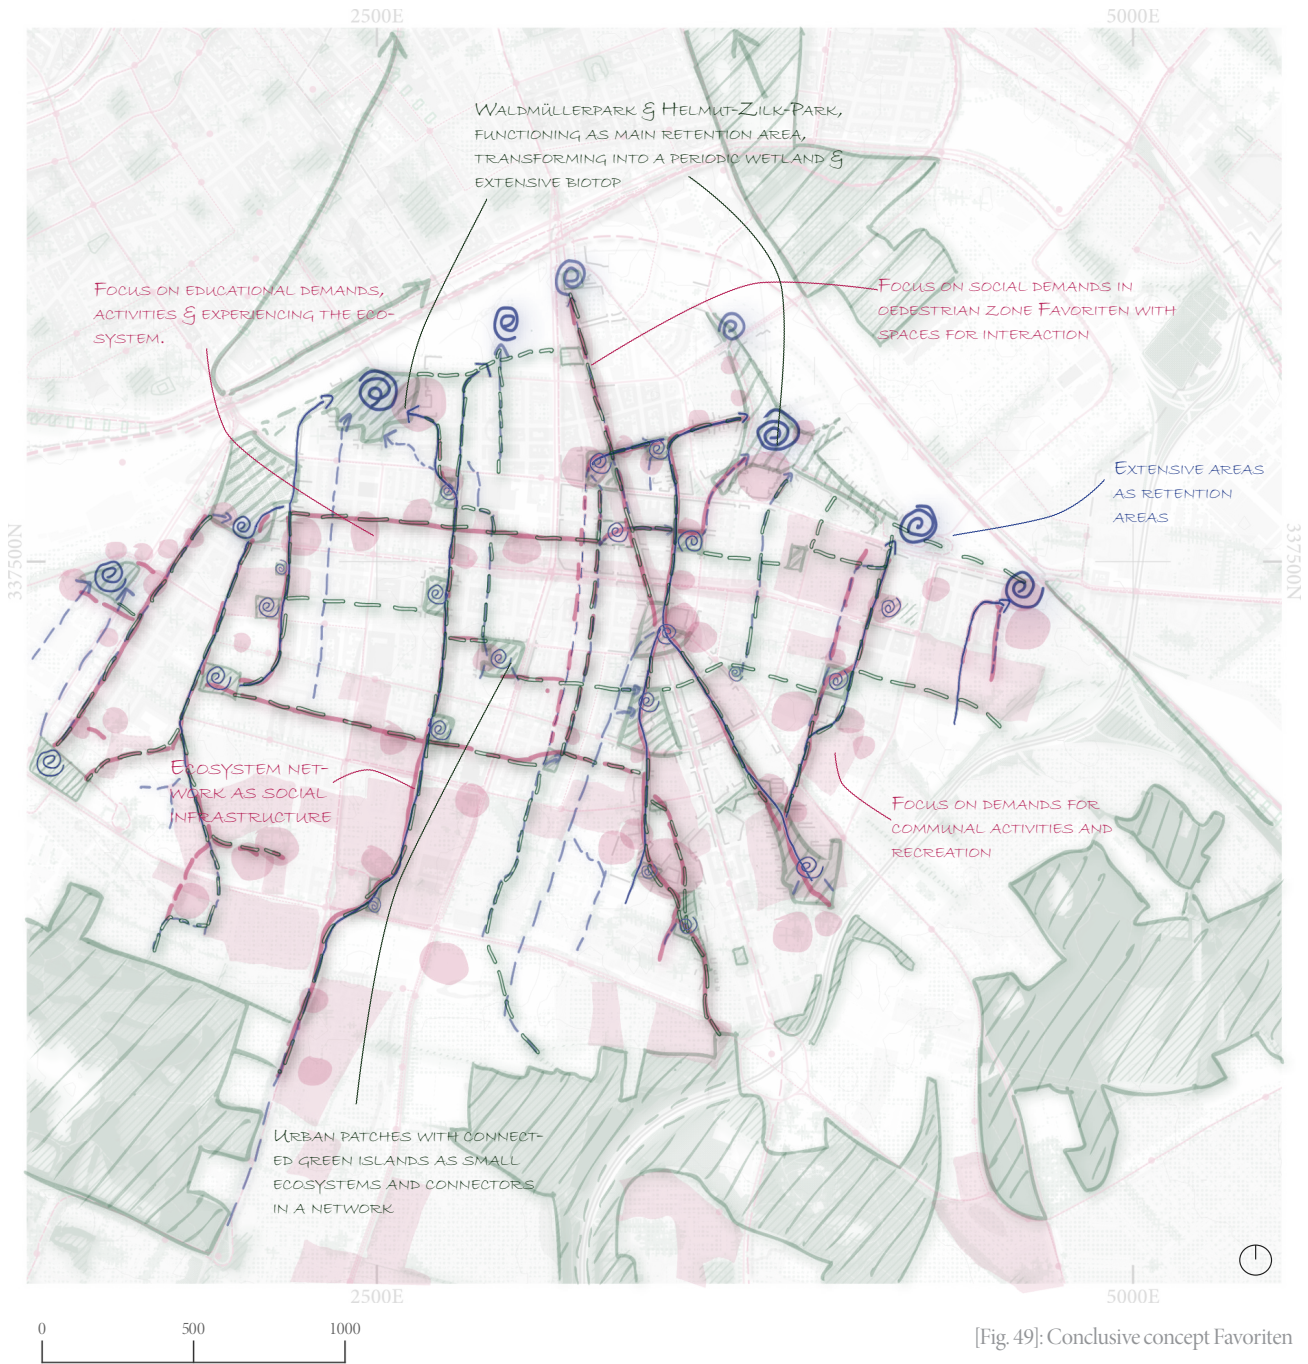 2500E
5000E
Waldmüllerpark & Helmut-Zilk-Park,
functioning as main retention area,
transforming into a periodic wetland &
extensive biotop
Focus on educational demands,
activities & experiencing the eco-
system.
Focus on social demands in
oedestrian zone Favoriten with
spaces for interaction
Extensive areas
as retention
areas
337500N
337500N
Ecosystem net-
work as social
infrastructure
Focus on demands for
communal activities and
recreation
Urban patches with connect-
ed green islands as small
ecosystems and connectors
in a network
2500E
5000E
0
500
1000
[Fig. 49]: Conclusive concept Favoriten